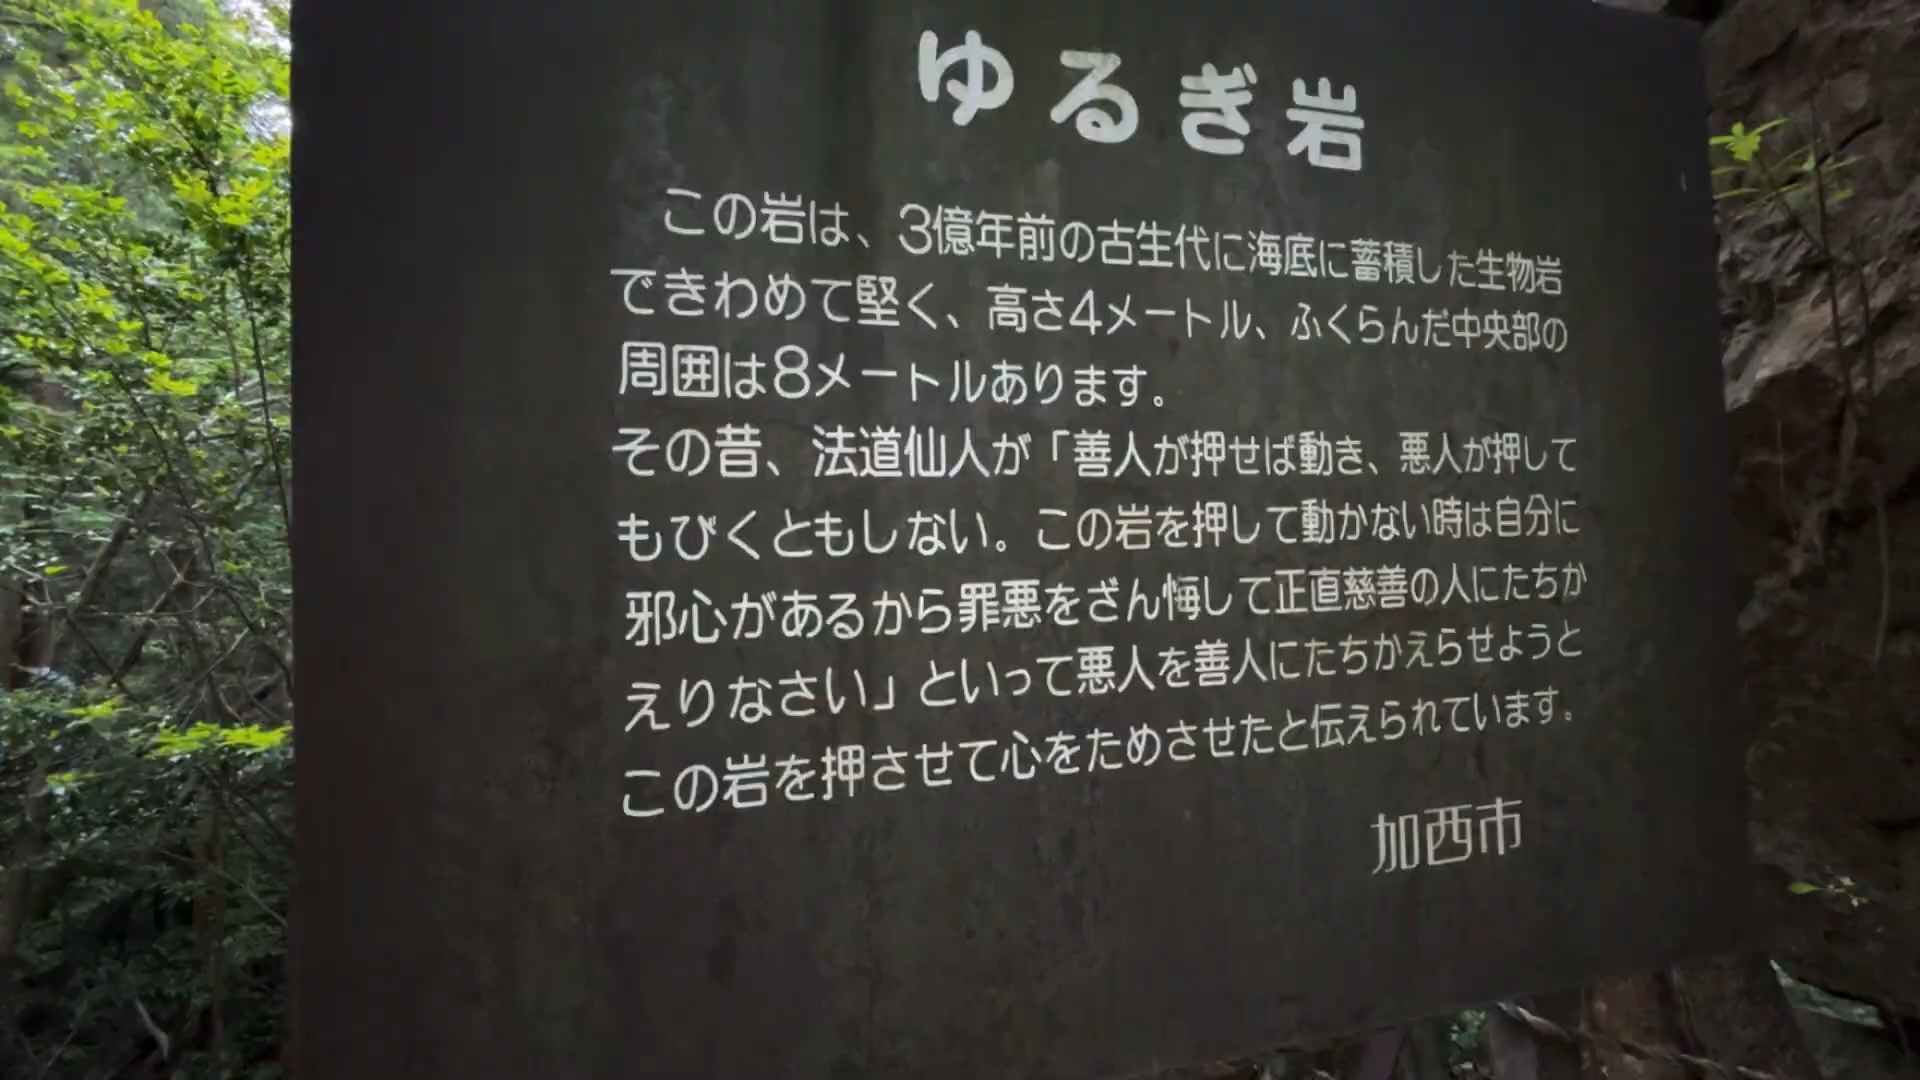 ゆるぎ岩
この岩は、3億年前の古生代に海底に蓄積した生物岩
できわめて堅く、高さ4メートル、ふくらんだ中央部の
周囲は8メートルあります。
その昔、法道仙人が「善人が押せば動き、悪人が押して
もびくともしない。この岩を押して動かない時は自分に
邪心があるから罪悪をざん悔して正直慈善の人にたちか
えりなさい」といって悪人を善人にたちかえらせようと
この岩を押させて心をためさせたと伝えられています。
加西市